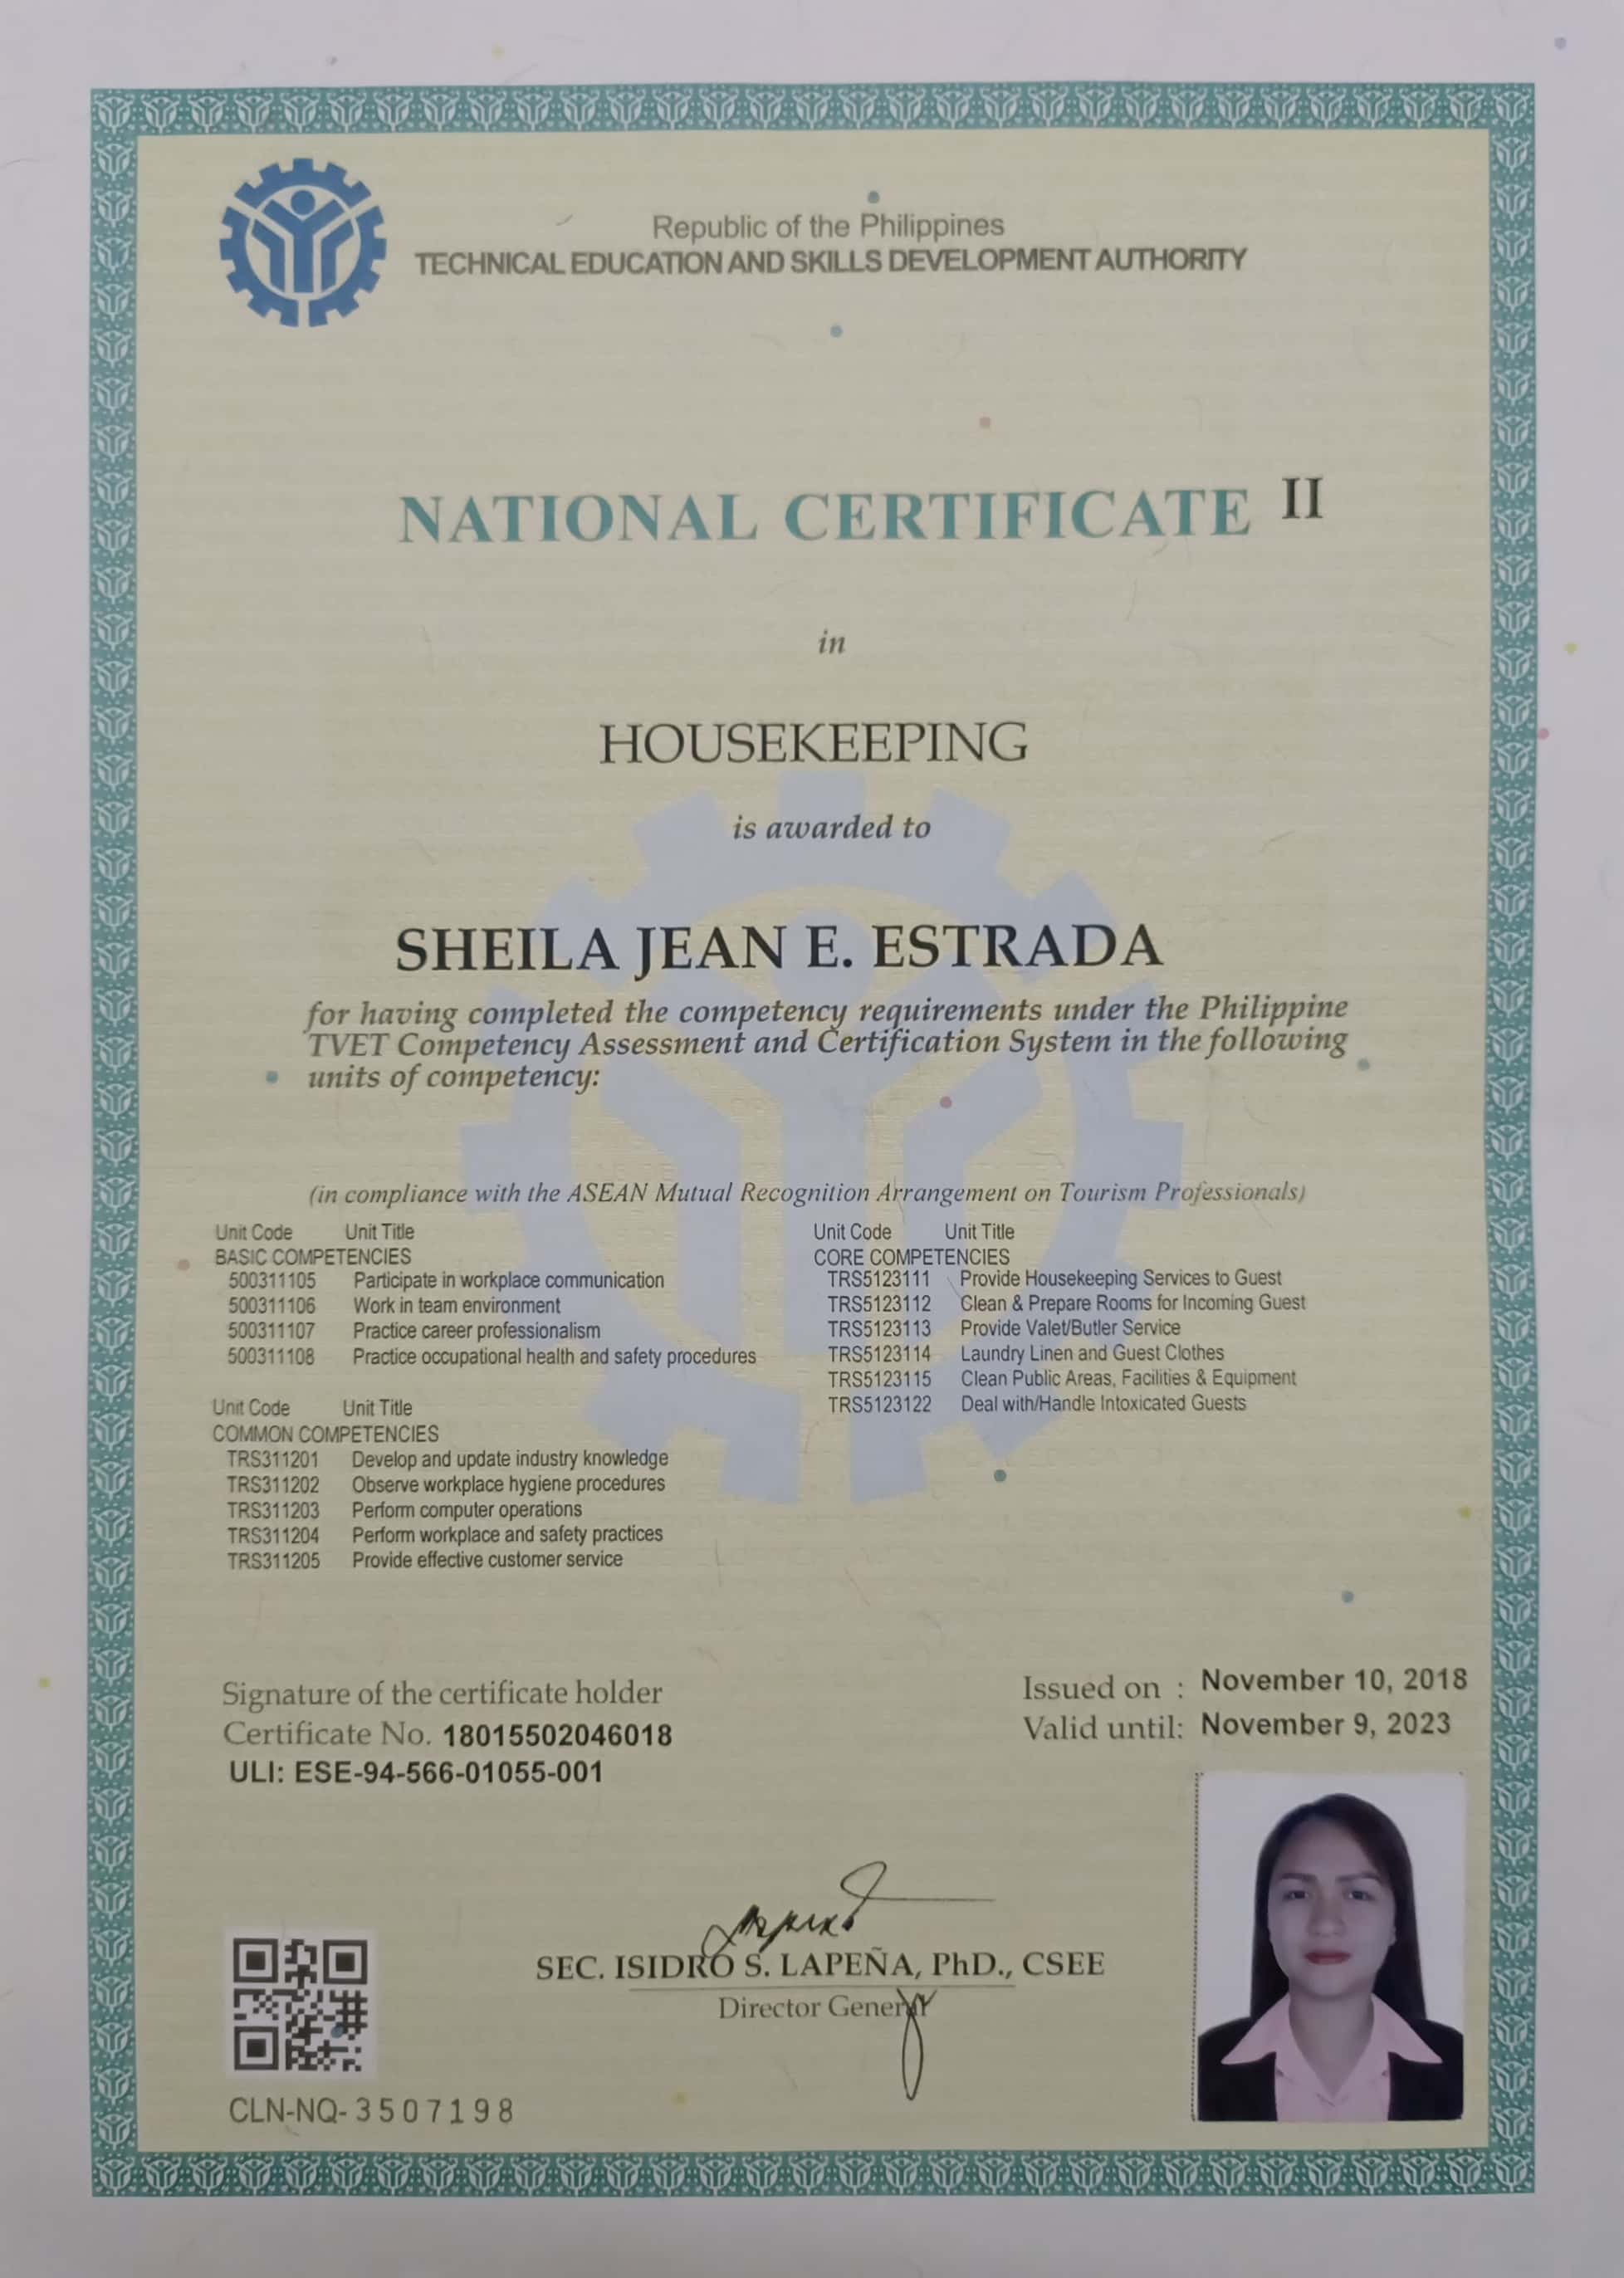 Republic of the Philippines
TECHNICAL EDUCATION AND SKILLS DEVELOPMENT AUTHORITY
NATIONAL CERTIFICATE II
in
HOUSEKEEPING
is awarded to
SHEILA JEAN E. ESTRADA
for having completed the competency requirements under the Philippine
TVET Competency Assessment and Certification System in the following
units of competency:
(in compliance with the ASEAN Mutual Recognition Arrangement on Tourism Professionals)
Unit Code Unit Title
BASIC COMPETENCIES
500311105 Participate in workplace communication
500311106 Work in team environment
500311107 Practice career professionalism
500311108 Practice occupational health and safety procedures
Unit Code Unit Title
COMMON COMPETENCIES
TRS311201 Develop and update industry knowledge
TRS311202 Observe workplace hygiene procedures
TRS311203 Perform computer operations
TRS311204 Perform workplace and safety practices
TRS311205 Provide effective customer service
Unit Code Unit Title
CORE COMPETENCIES
TRS5123111 Provide Housekeeping Services to Guest
TRS5123112 Clean & Prepare Rooms for Incoming Guest
TRS5123113 Provide Valet/Butler Service
TRS5123114 Laundry Linen and Guest Clothes
TRS5123115 Clean Public Areas, Facilities & Equipment
TRS5123122 Deal with/Handle Intoxicated Guests
Signature of the certificate holder
Certificate No. 18015502046018
ULI: ESE-94-566-01055-001
Issued on : November 10, 2018
Valid until: November 9, 2023
SEC. ISIDRO S. LAPEÑA, PhD., CSEE
Director General
CLN-NQ-3507198